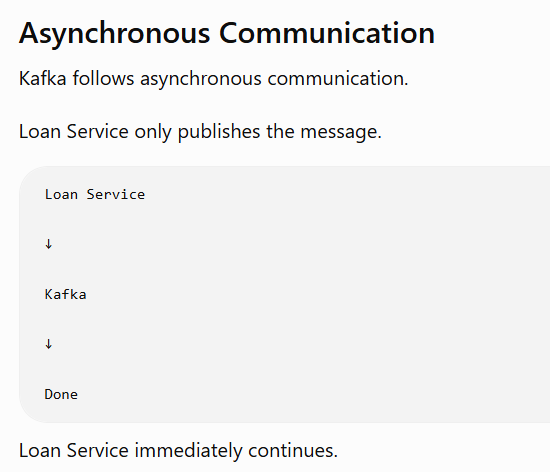 Asynchronous Communication
Kafka follows asynchronous communication.
Loan Service only publishes the message.
Loan Service
↓
Kafka
↓
Done
Loan Service immediately continues.